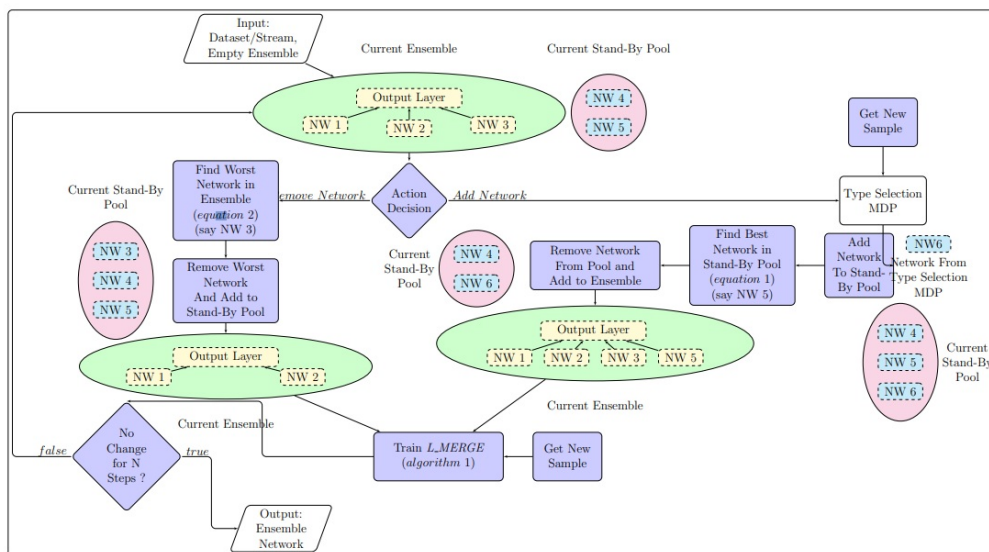 Input:
Dataset/Stream,
Empty Ensemble
Current Ensemble
Current Stand-By Pool
Output Layer
NW 1
NW 2
NW 3
NW 4
NW 5
Get New
Sample
Find Worst
Network in
Ensemble
(equation 2)
(say NW 3)
emove Network
Action
Decision
Add Network
Type Selection
MDP
Current Stand-By
Pool
NW 3
NW 4
NW 5
Remove Worst
Network
And Add to
Stand-By Pool
Current
Stand-By
Pool
NW 4
NW 6
Remove Network
From Pool and
Add to Ensemble
Find Best
Network in
Stand-By Pool
(equation 1)
(say NW 5)
Add
Network
To Stand-
By Pool
NW6
Network From
Type Selection
MDP
Output Layer
NW 1
NW 2
Output Layer
NW 1
NW 2
NW 3
NW 5
NW 4
NW 5
NW 6
Current
Stand-By
Pool
Current Ensemble
Current Ensemble
false
No
Change
for N
Steps ?
true
Train L_MERGE
(algorithm 1)
Get New
Sample
Output:
Ensemble
Network